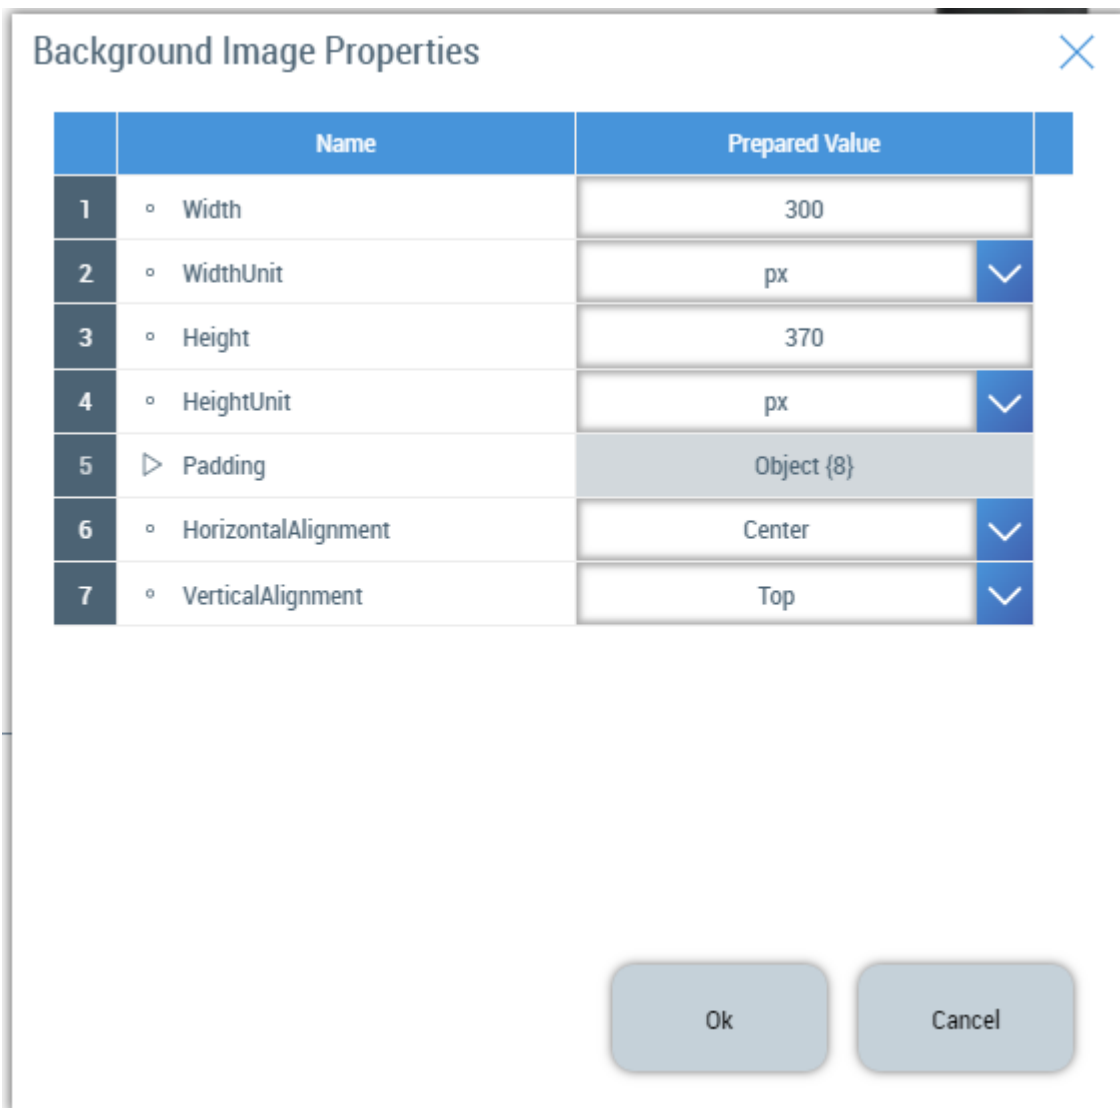 Background Image Properties
Name Prepared Value
1 Width 300
2 WidthUnit px
3 Height 370
4 HeightUnit px
5 Padding Object {8}
6 HorizontalAlignment Center
7 VerticalAlignment Top
Ok Cancel